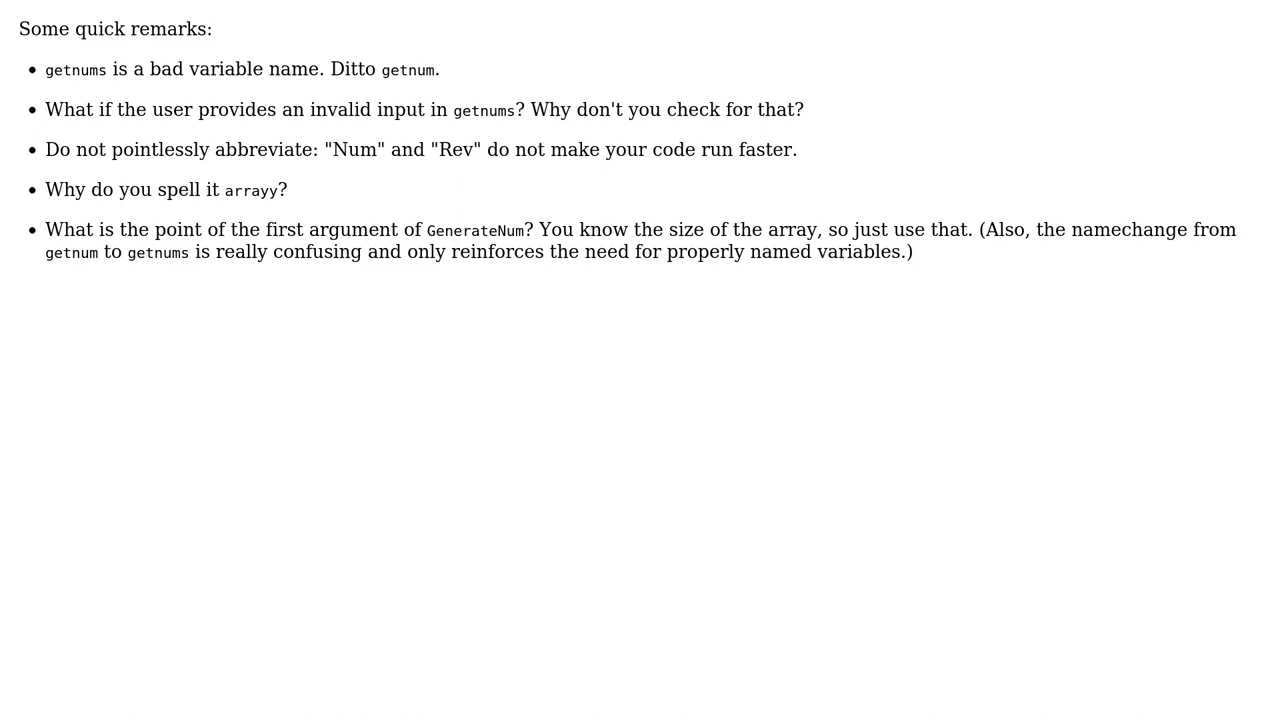 Some quick remarks:
• getnums is a bad variable name. Ditto getnum.
• What if the user provides an invalid input in getnums? Why don't you check for that?
• Do not pointlessly abbreviate: "Num" and "Rev" do not make your code run faster.
• Why do you spell it arrayy?
• What is the point of the first argument of GenerateNum? You know the size of the array, so just use that. (Also, the namechange from
getnum to getnums is really confusing and only reinforces the need for properly named variables.)